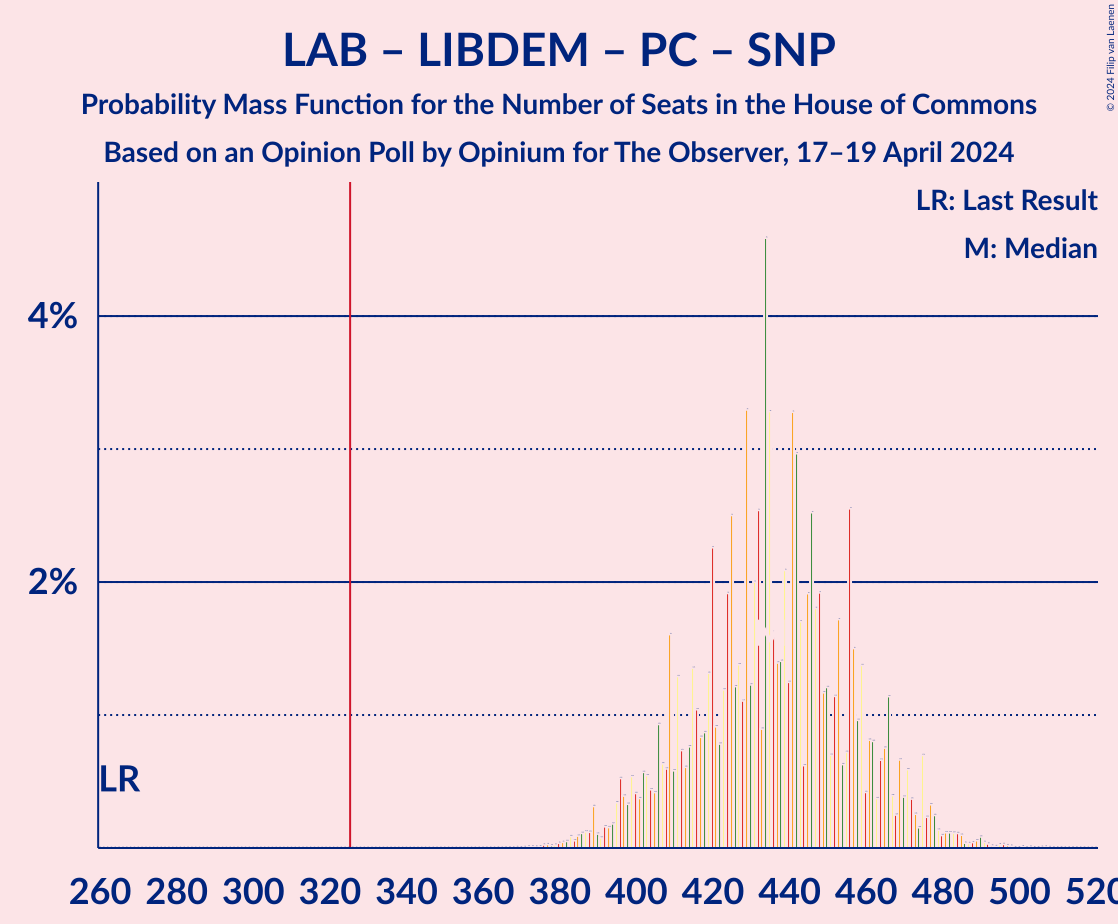 LAB – LIBDEM – PC – SNP
Probability Mass Function for the Number of Seats in the House of Commons
Based on an Opinion Poll by Opinium for The Observer, 17–19 April 2024
© 2024 Filip van Laenen
LR: Last Result
M: Median
4%
2%
LR
260 280 300 320 340 360 380 400 420 440 460 480 500 520